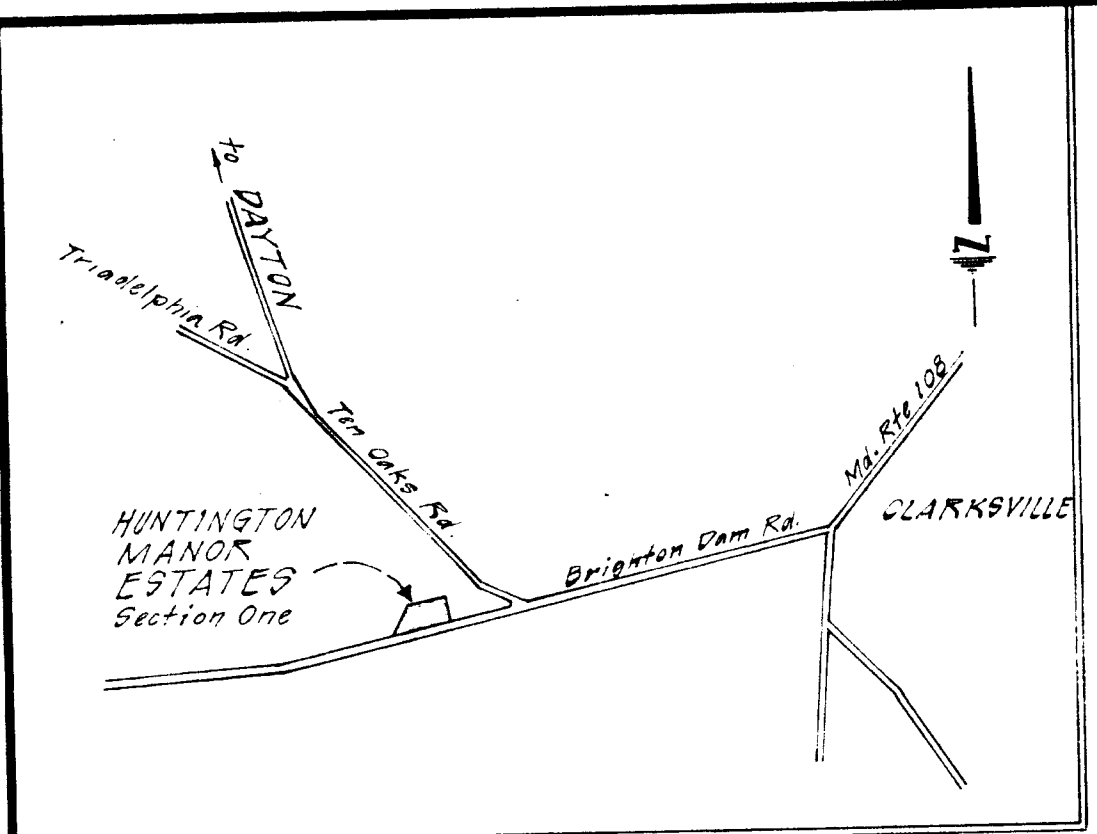 to DAYTON
Triadelphia Rd.
Ten Oaks Rd.
N
Md. Rte 108
CLARKSVILLE
Brighton Dam Rd.
HUNTINGTON
MANOR
ESTATES
Section One